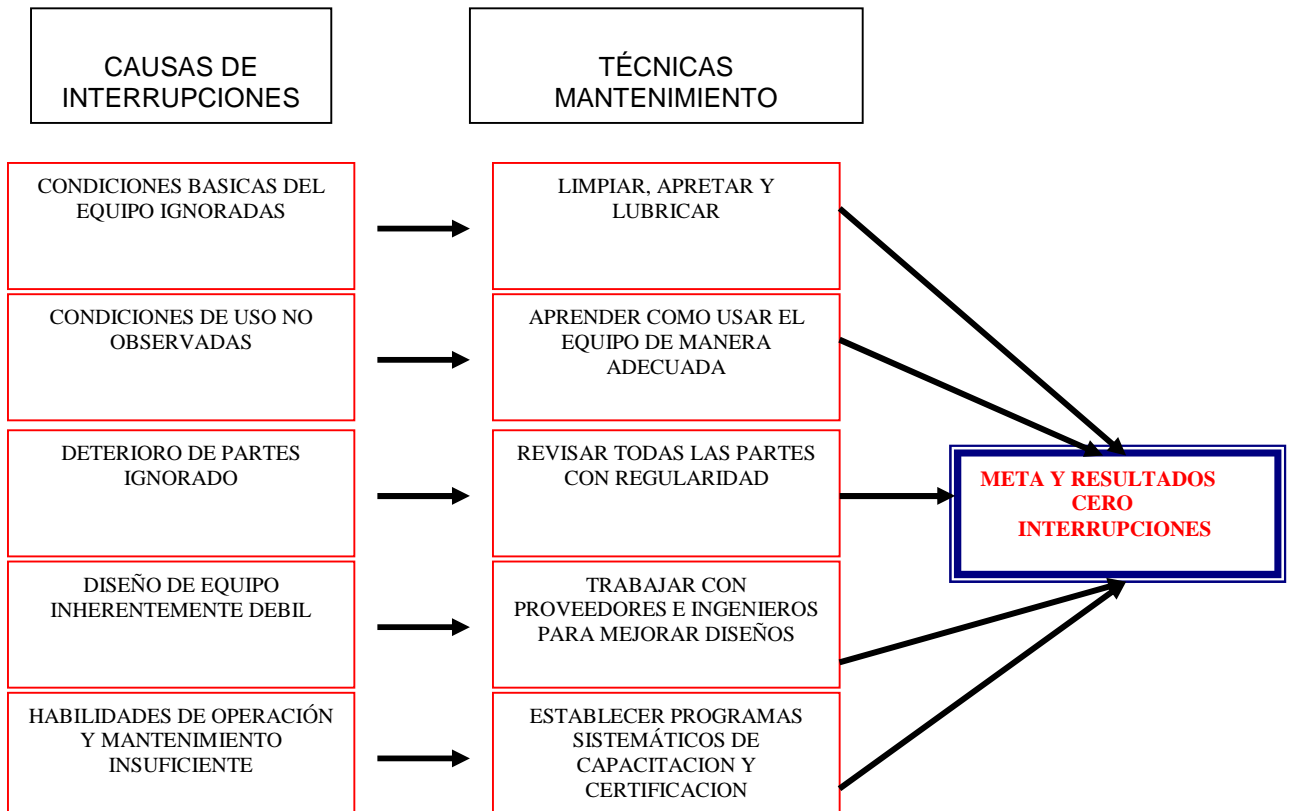 CAUSAS DE
INTERRUPCIONES
TÉCNICAS
MANTENIMIENTO
CONDICIONES BASICAS DEL
EQUIPO IGNORADAS
LIMPIAR, APRETAR Y
LUBRICAR
CONDICIONES DE USO NO
OBSERVADAS
APRENDER COMO USAR EL
EQUIPO DE MANERA
ADECUADA
DETERIORO DE PARTES
IGNORADO
REVISAR TODAS LAS PARTES
CON REGULARIDAD
META Y RESULTADOS
CERO
INTERRUPCIONES
DISEÑO DE EQUIPO
INHERENTEMENTE DEBIL
TRABAJAR CON
PROVEEDORES E INGENIEROS
PARA MEJORAR DISEÑOS
HABILIDADES DE OPERACIÓN
Y MANTENIMIENTO
INSUFICIENTE
ESTABLECER PROGRAMAS
SISTEMÁTICOS DE
CAPACITACION Y
CERTIFICACION